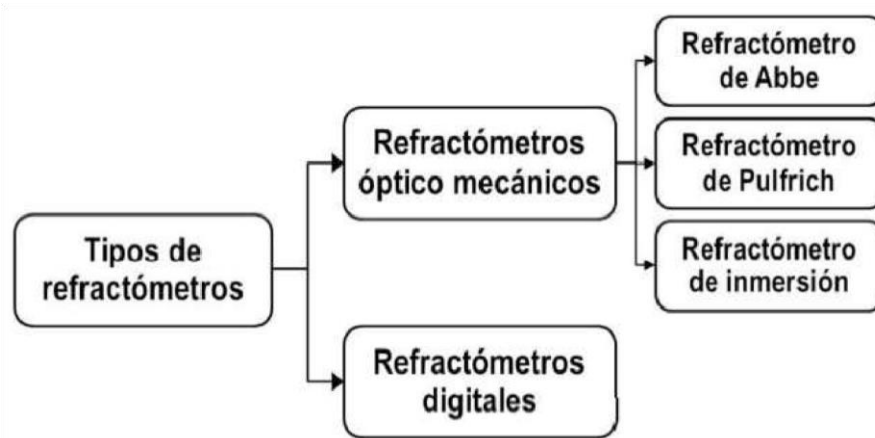 Tipos de
refractómetros
Refractómetros
óptico mecánicos
Refractómetro
de Abbe
Refractómetro
de Pulfrich
Refractómetro
de inmersión
Refractómetros
digitales